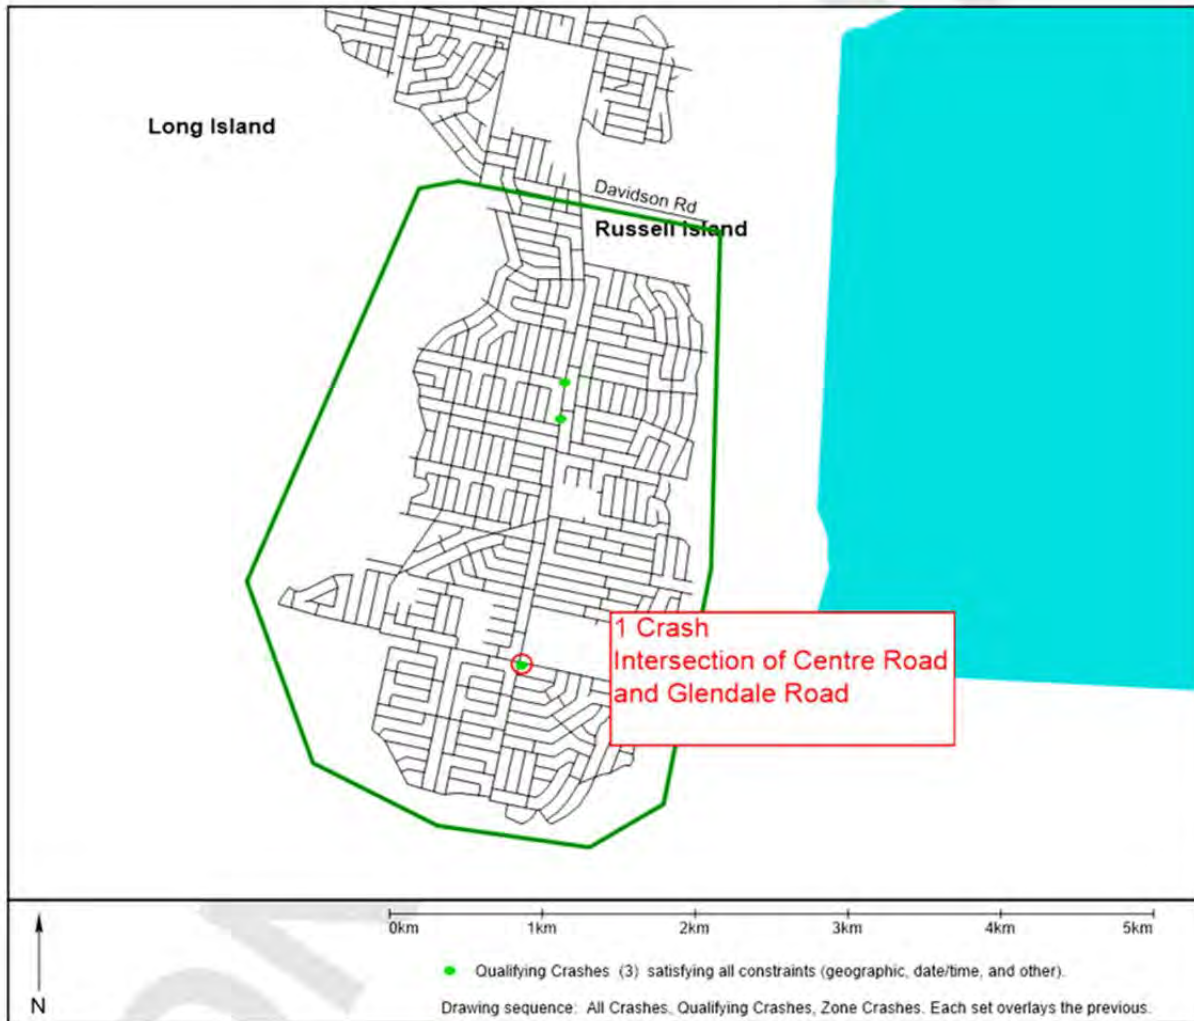 Long Island
Davidson Rd
Russell Island
1 Crash
Intersection of Centre Road
and Glendale Road
0km 1km 2km 3km 4km 5km
Qualifying Crashes (3) satisfying all constraints (geographic, date/time, and other).
N
Drawing sequence: All Crashes, Qualifying Crashes, Zone Crashes. Each set overlays the previous.